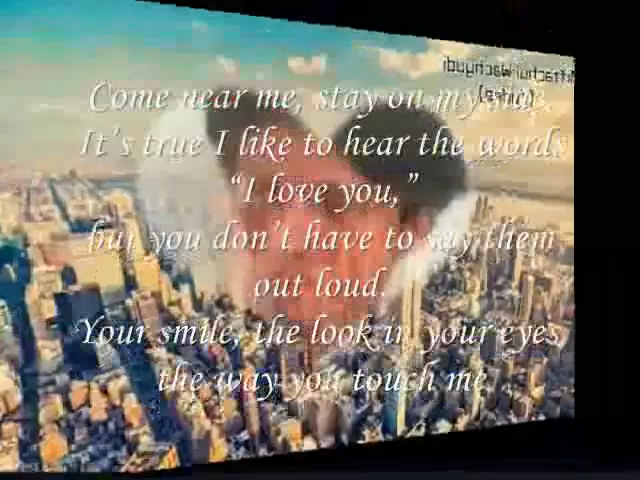 Come near me, stay on my side.
It's true I like to hear the words
"I love you,"
but you don't have to say them
out loud.
Your smile, the look in your eyes
the way you touch me